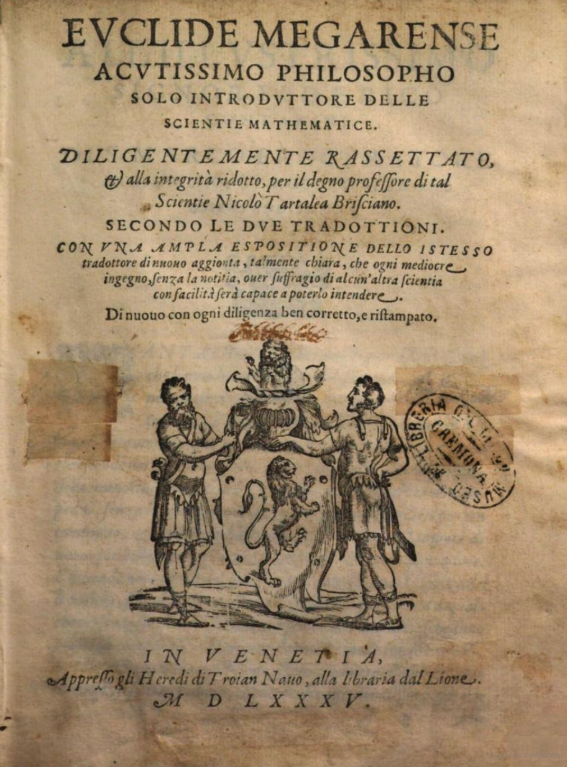 EVCLIDE MEGARENSE
ACVTISSIMO PHILOSOPHO
SOLO INTRODVTTORE DELLE
SCIENTIE MATHEMATICE.
DILIGENTEMENTE RASSETTATO,
& alla integrità ridotto, per il degno professore di tal
Scientie Nicolò Tartalea Brisciano.
SECONDO LE DVE TRADOTTIONI.
CON VNA AMPLA ESPOSITIONE DELLO ISTESSO
tradottore di nuouo aggionta, talmente chiara, che ogni mediocre
ingegno, senza la notitia, ouer suffragio di alcun'altra scientia
con facilità serà capace a poterlo intendere.
Di nuouo con ogni diligenza ben corretto, e ristampato.
LIBRERIA
CREMONA
MUSEO
IN VENETIA,
Appresso gli Heredi di Troian Nauo, alla libraria dal Lione.
M D LXXXV.